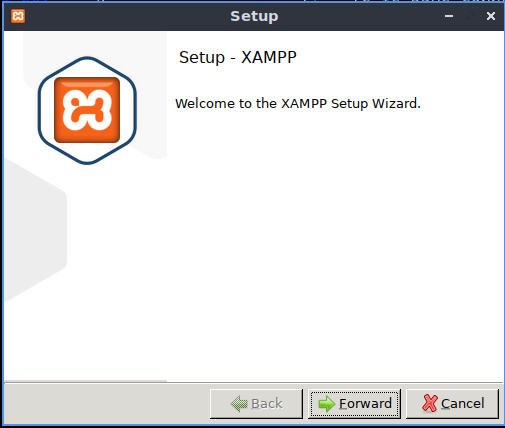 Setup
Setup - XAMPP
Welcome to the XAMPP Setup Wizard.
Back
Forward
Cancel